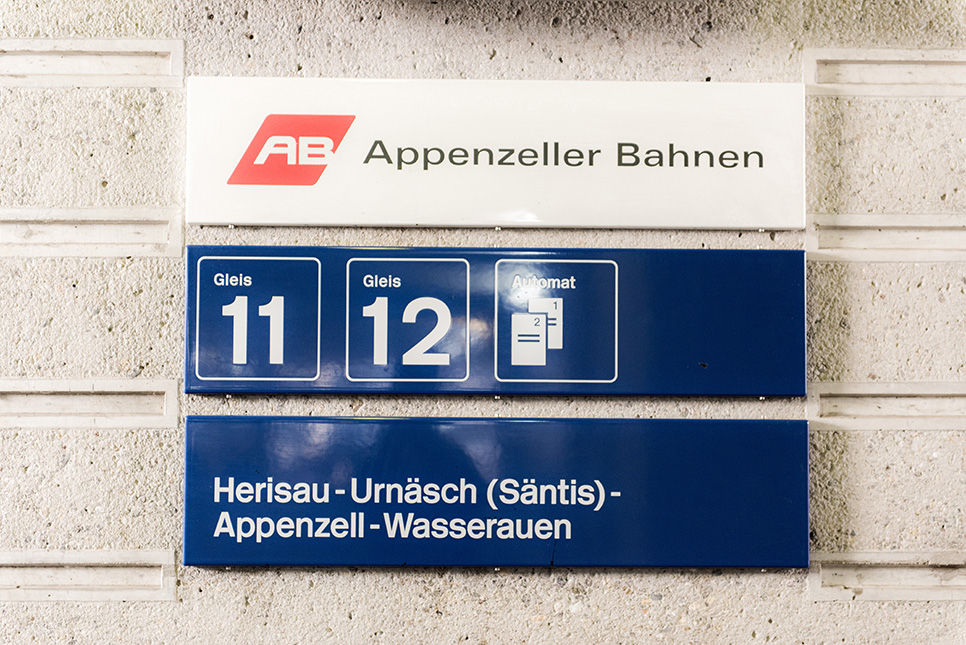 AB Appenzeller Bahnen
Gleis Gleis Automat
11 12 1
2
Herisau - Urnäsch (Säntis) -
Appenzell - Wasserauen